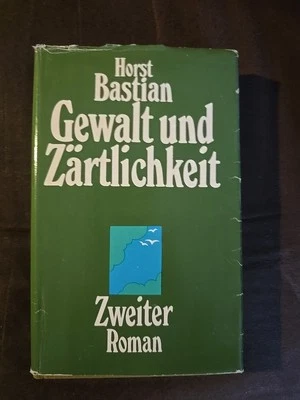 Horst
Bastian
Gewalt und
Zärtlichkeit
Zweiter
Roman